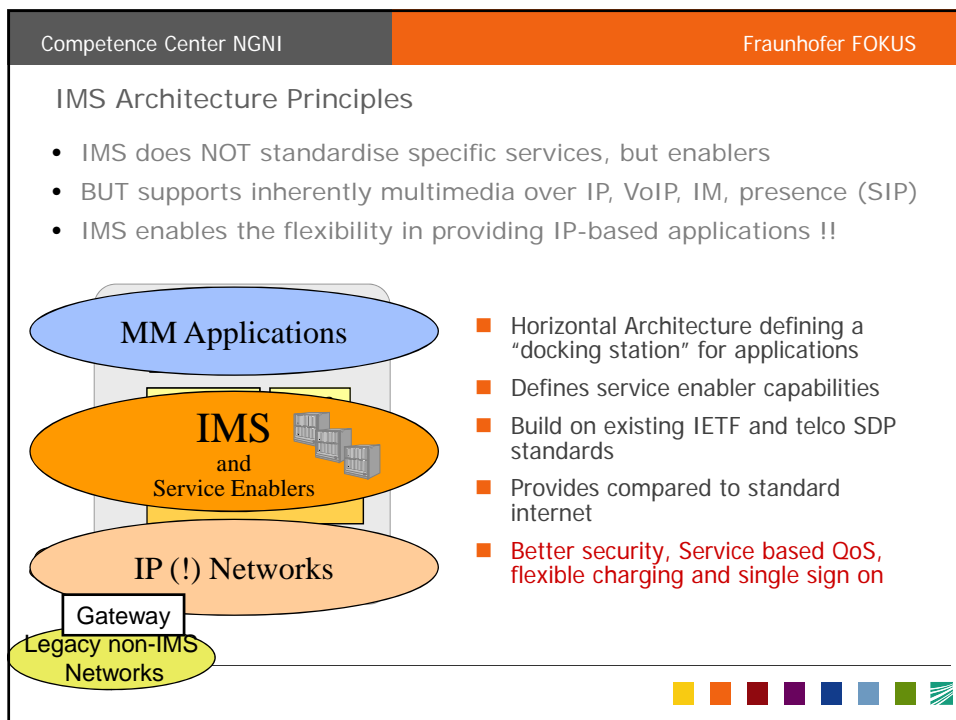 Competence Center NGNI
Fraunhofer FOKUS
IMS Architecture Principles
• IMS does NOT standardise specific services, but enablers
• BUT supports inherently multimedia over IP, VoIP, IM, presence (SIP)
• IMS enables the flexibility in providing IP-based applications !!
MM Applications
IMS
and
Service Enablers
IP (!) Networks
Gateway
Legacy non-IMS
Networks
Horizontal Architecture defining a
“docking station” for applications
Defines service enabler capabilities
Build on existing IETF and telco SDP
standards
Provides compared to standard
internet
Better security, Service based QoS,
flexible charging and single sign on